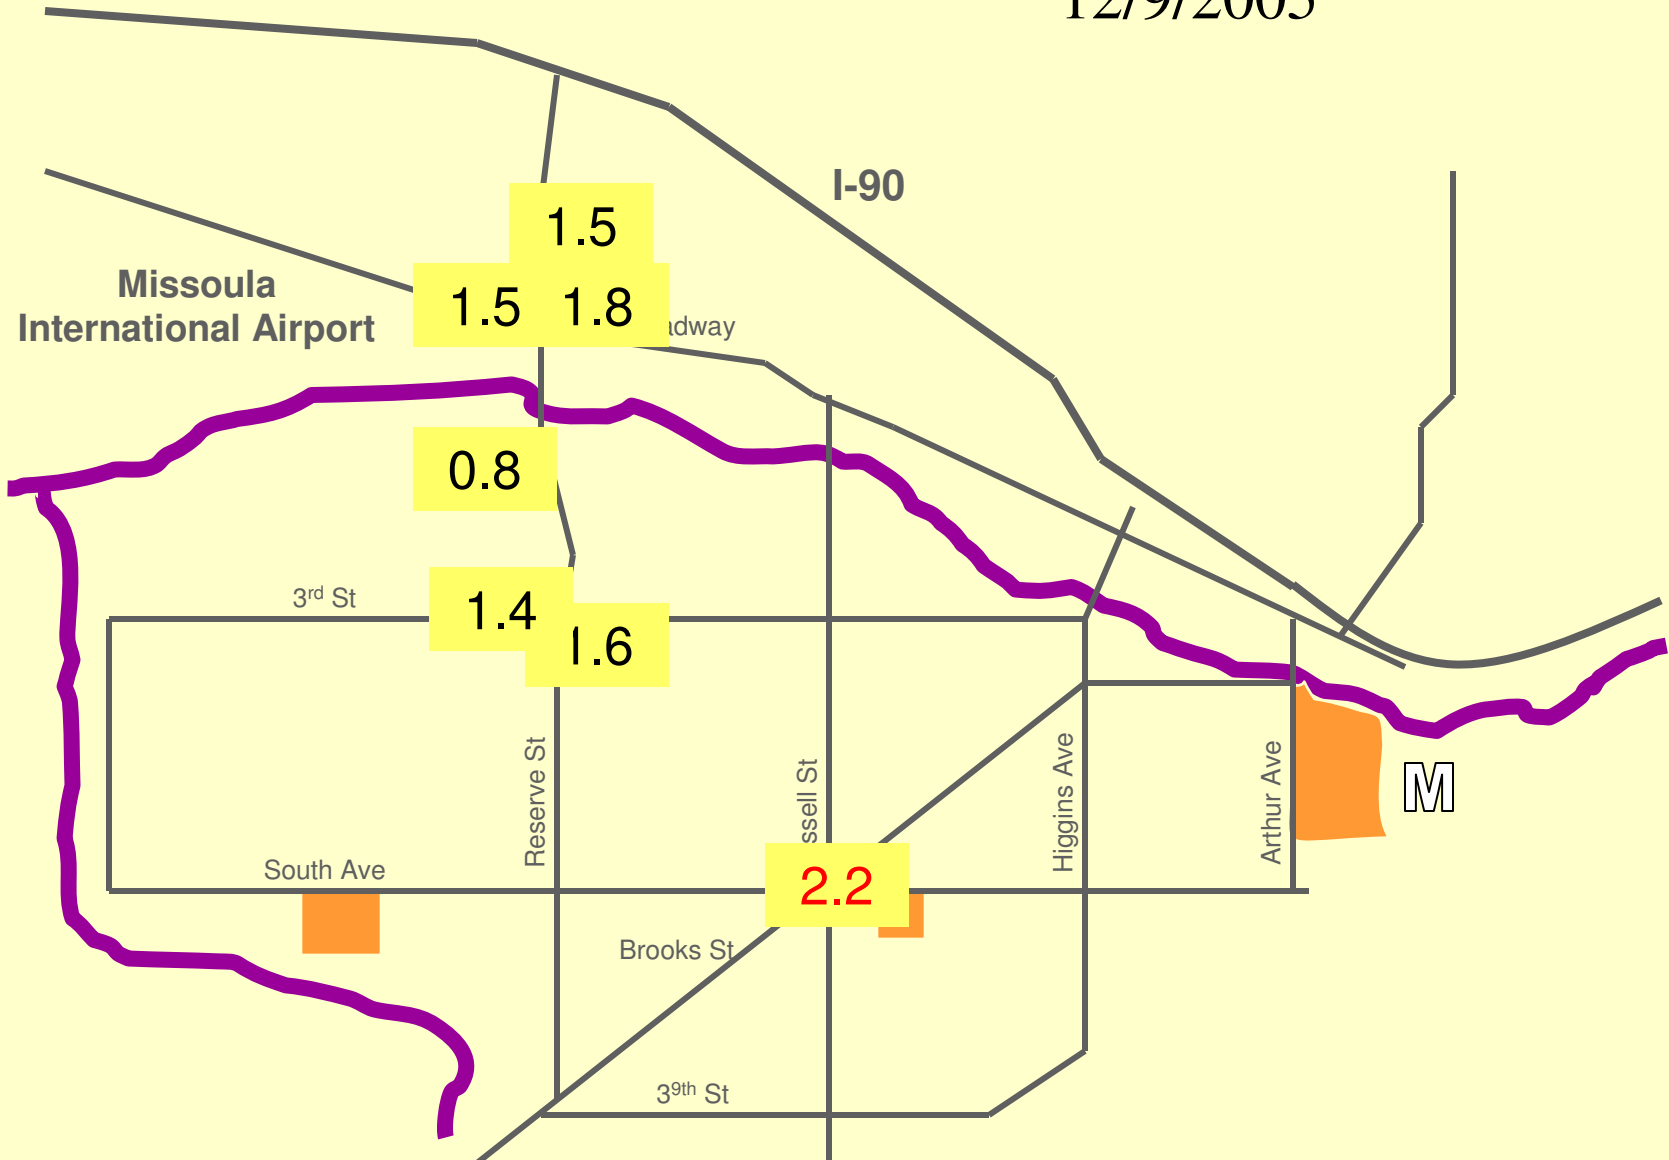 12/9/2005
I-90
1.5
Missoula
International Airport
1.5
1.8
adway
0.8
3rd St
1.4
1.6
Reserve St
ssell St
Higgins Ave
Arthur Ave
M
South Ave
2.2
Brooks St
39th St